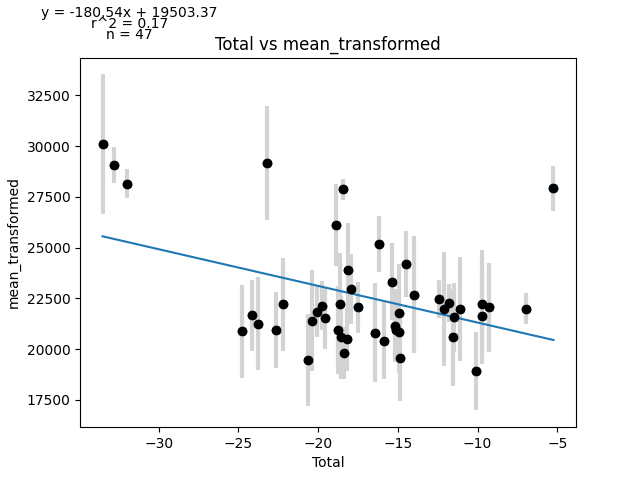 y = -180.54x + 19503.37
r^2 = 0.17
n = 47
Total vs mean_transformed
32500
30000
27500
25000
22500
20000
17500
mean_transformed
−30
−25
−20
−15
−10
−5
Total